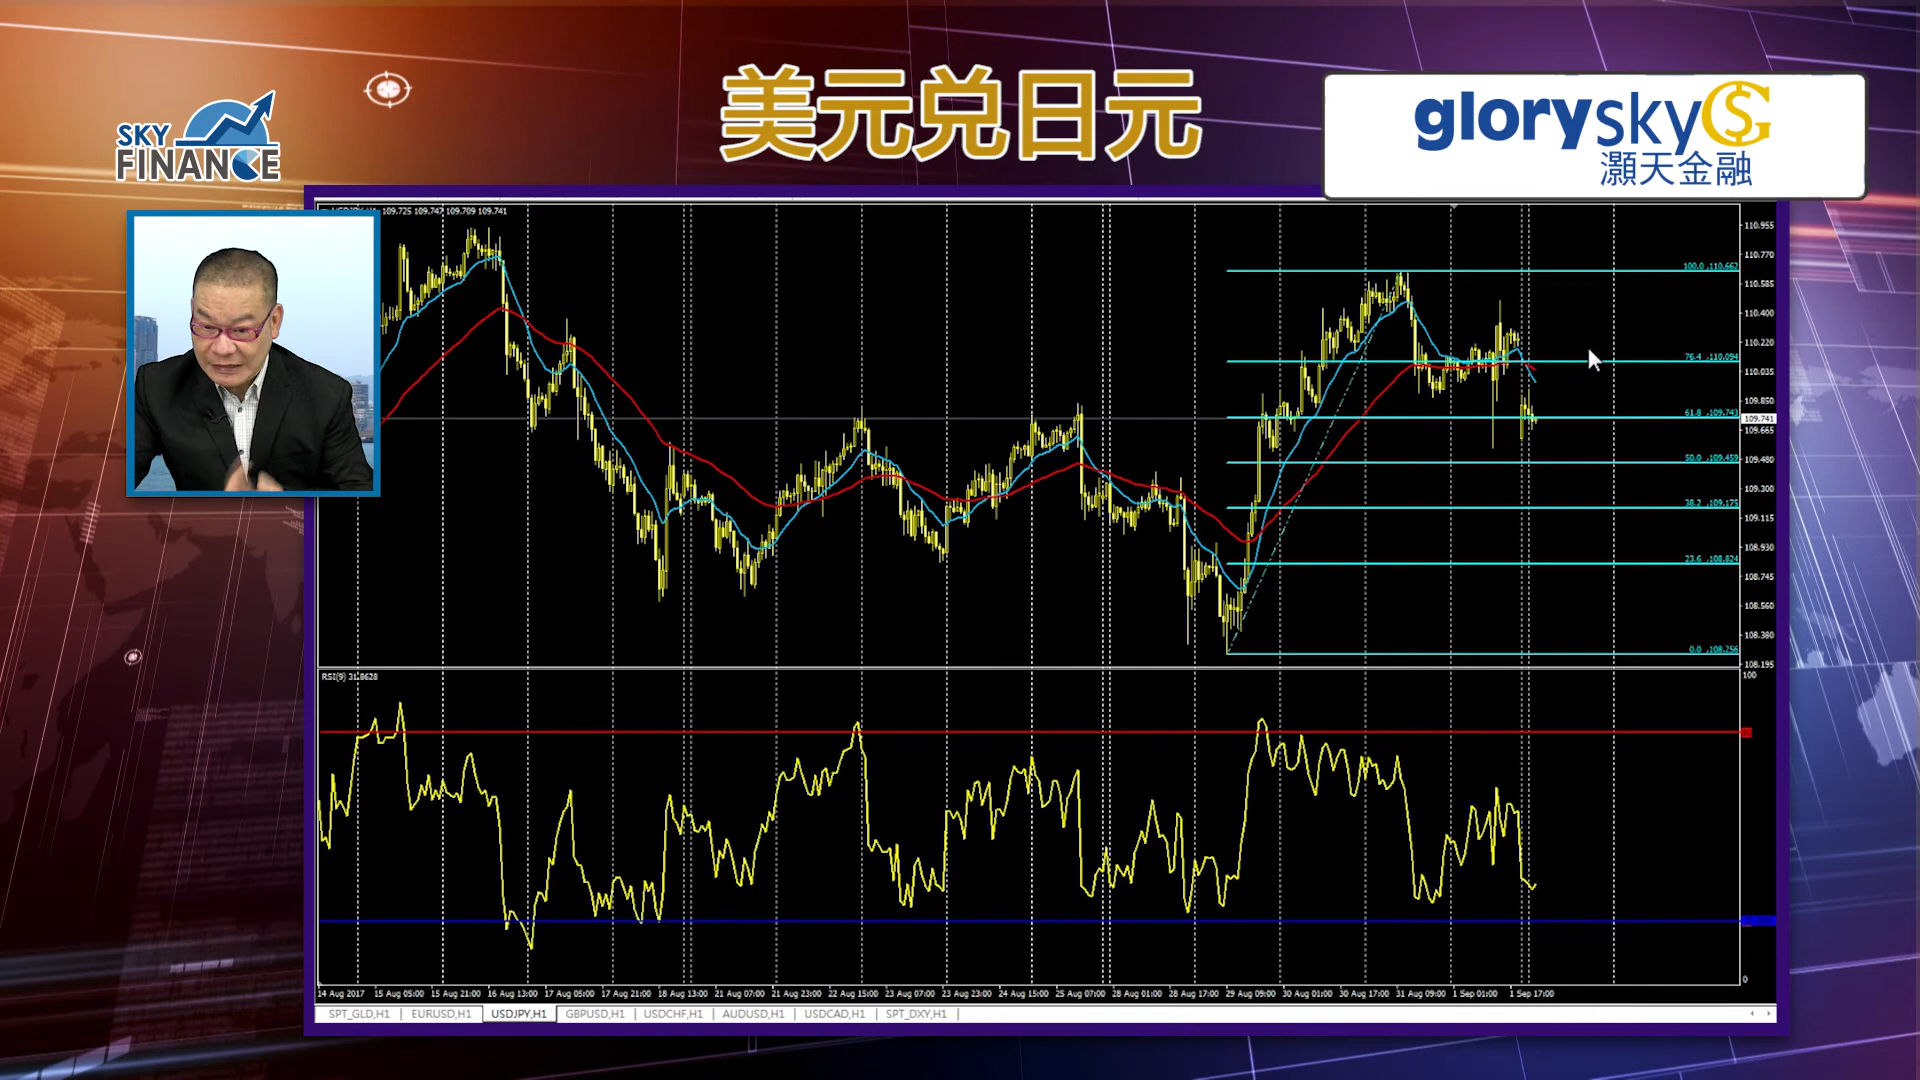 美元兑日元
SKY
FINANCE
glorysky
灝天金融
109.725 109.747 109.709 109.741
110.955
110.770
110.585
110.400
110.220
110.035
109.850
109.741
109.665
109.480
109.300
109.115
108.930
108.745
108.560
108.380
108.195
100.0 ,110.662
76.4 ,110.094
61.8 ,109.743
50.0 ,109.459
38.2 ,109.175
23.6 ,108.824
0.0 ,108.256
RSI(9) 31.8628
100
0
14 Aug 2017 15 Aug 05:00 15 Aug 21:00 16 Aug 13:00 17 Aug 05:00 17 Aug 21:00 18 Aug 13:00 21 Aug 07:00 21 Aug 23:00 22 Aug 15:00 23 Aug 07:00 23 Aug 23:00 24 Aug 15:00 25 Aug 07:00 28 Aug 01:00 28 Aug 17:00 29 Aug 09:00 30 Aug 01:00 30 Aug 17:00 31 Aug 09:00 1 Sep 01:00 1 Sep 17:00
SPT_GLD,H1 | EURUSD,H1 | USDJPY,H1 | GBPUSD,H1 | USDCHF,H1 | AUDUSD,H1 | USDCAD,H1 | SPT_DXY,H1 |